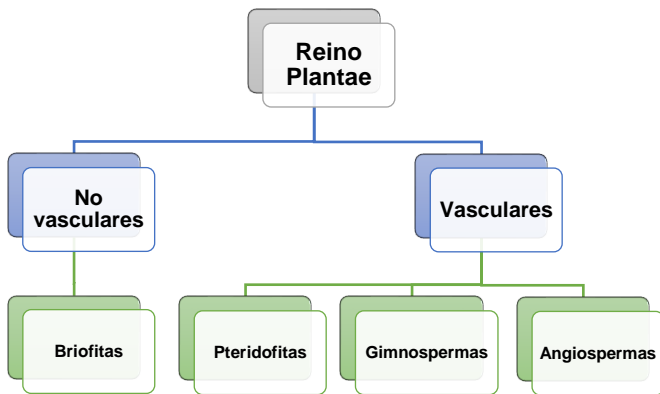 Reino
Plantae
No
vasculares
Vasculares
Briofitas
Pteridofitas
Gimnospermas
Angiospermas